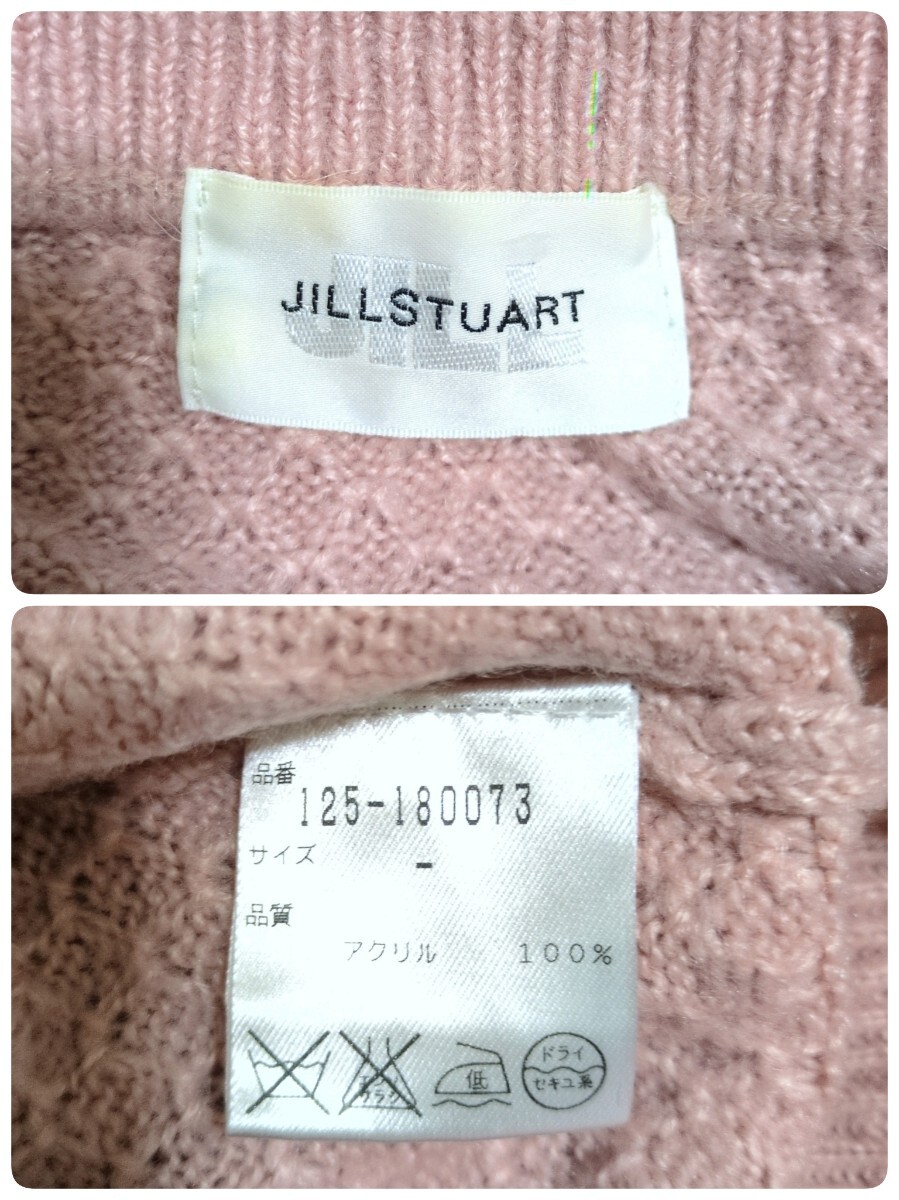 JILL
JILLSTUART
品番
125-180073
サイズ -
品質
アクリル 100%
低
ドライ
セキユ系